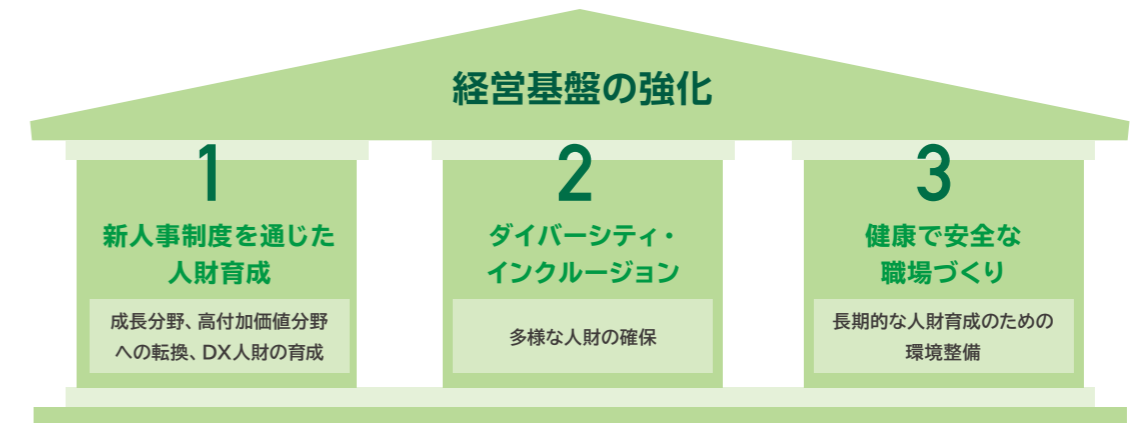 経営基盤の強化
1
新人事制度を通じた
人財育成
成長分野、高付加価値分野
への転換、DX人財の育成
2
ダイバーシティ・
インクルージョン
多様な人財の確保
3
健康で安全な
職場づくり
長期的な人財育成のための
環境整備